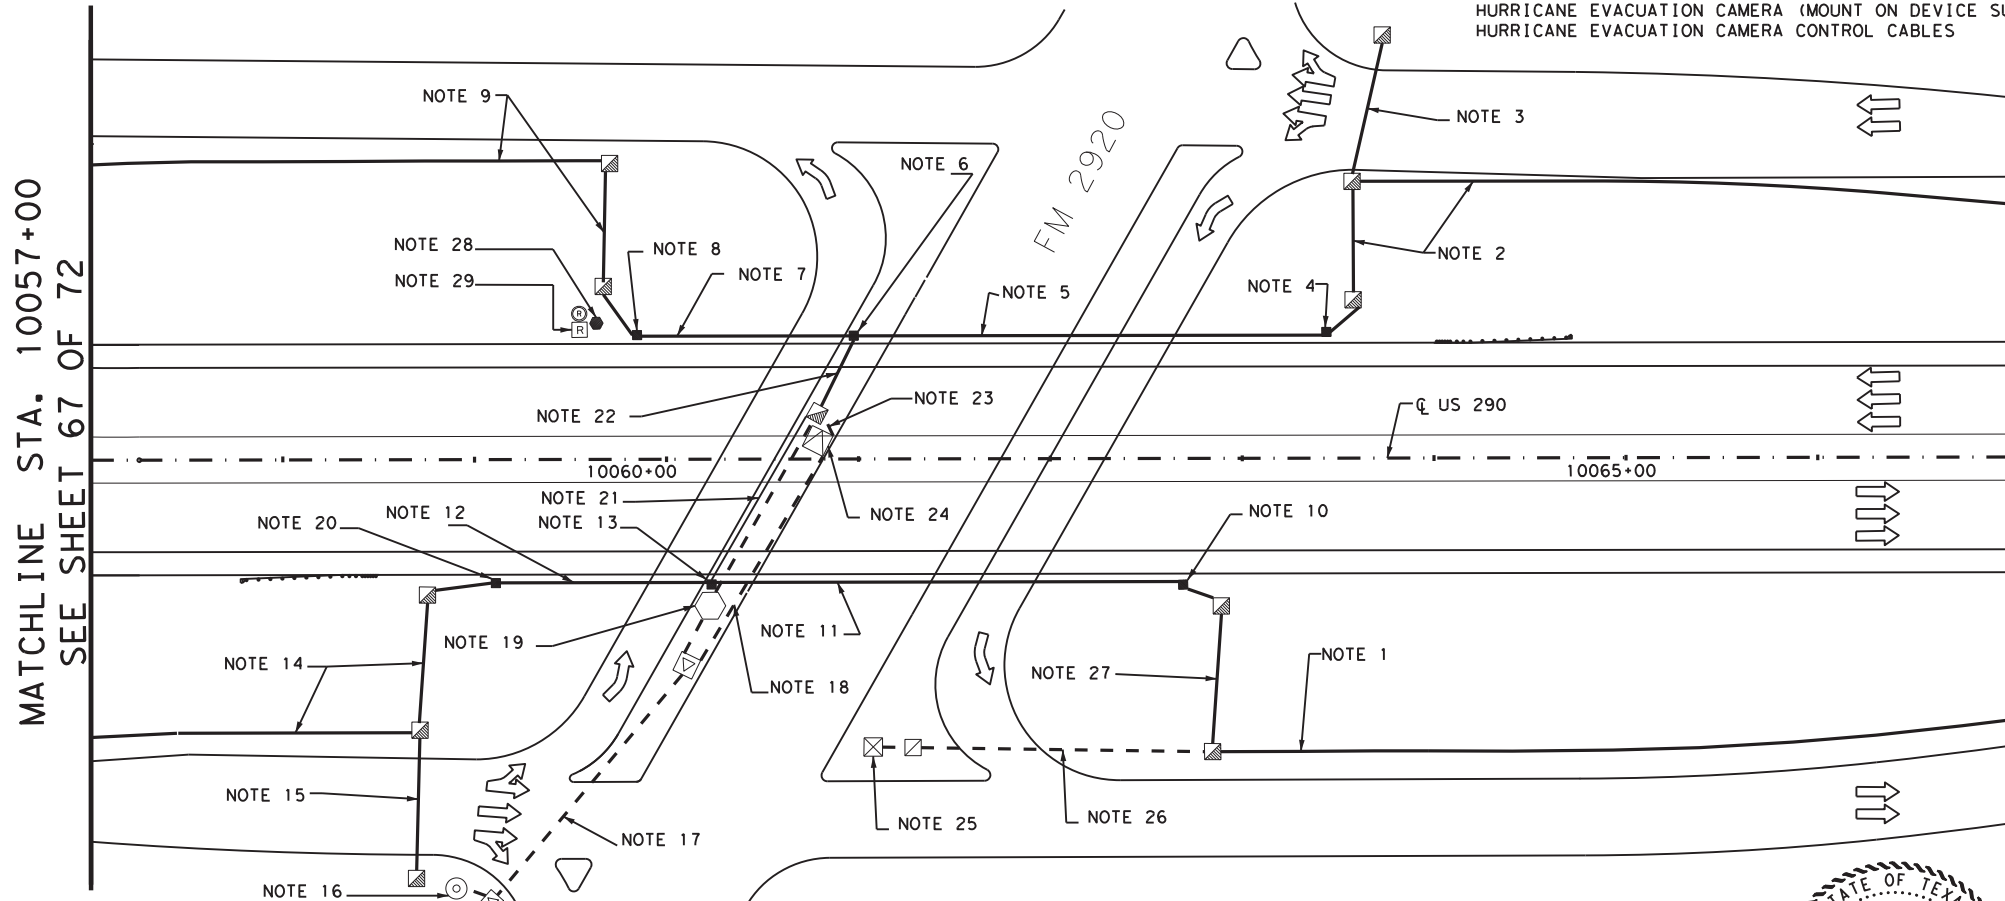 HURRICANE EVACUATION CAMERA (MOUNT ON DEVICE
HURRICANE EVACUATION CAMERA CONTROL CABLES
MATCHLINE STA. 10057+00
SEE SHEET 67 OF 72
NOTE 9
NOTE 3
FM 2920
NOTE 6
NOTE 28
NOTE 8
NOTE 29
NOTE 7
NOTE 2
NOTE 5
NOTE 4
R
R
NOTE 22
NOTE 23
℄ US 290
10060+00
10065+00
NOTE 21
NOTE 20
NOTE 12
NOTE 13
NOTE 24
NOTE 10
NOTE 19
NOTE 11
NOTE 14
NOTE 18
NOTE 27
NOTE 1
NOTE 15
NOTE 17
NOTE 25
NOTE 26
NOTE 16
ATE OF TEXA